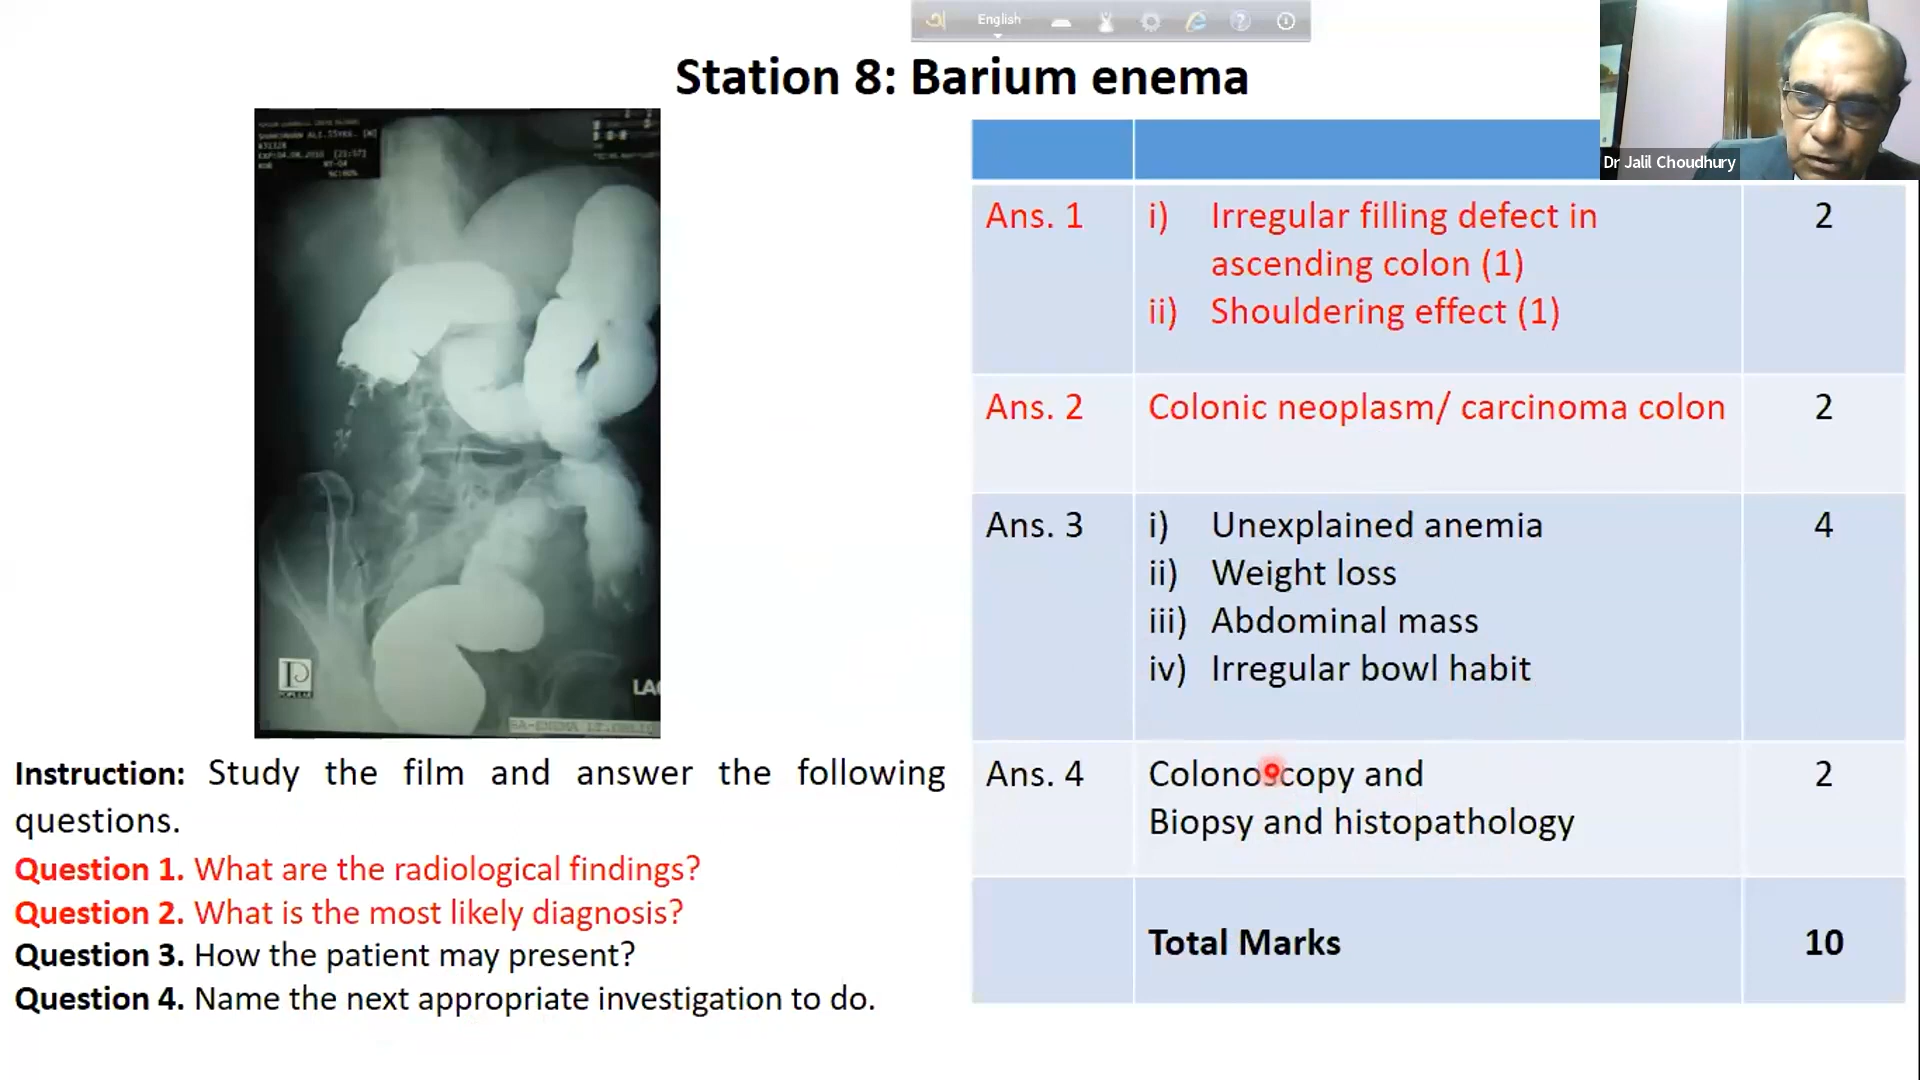 English
Station 8: Barium enema
Dr Jalil Choudhury
Ans. 1 i) Irregular filling defect in 2
ascending colon (1)
ii) Shouldering effect (1)
Ans. 2 Colonic neoplasm/ carcinoma colon 2
Ans. 3 i) Unexplained anemia 4
ii) Weight loss
iii) Abdominal mass
iv) Irregular bowl habit
Ans. 4 Colonoscopy and 2
Biopsy and histopathology
Total Marks 10
POPULAR
BA-ENEMA
Instruction: Study the film and answer the following
questions.
Question 1. What are the radiological findings?
Question 2. What is the most likely diagnosis?
Question 3. How the patient may present?
Question 4. Name the next appropriate investigation to do.